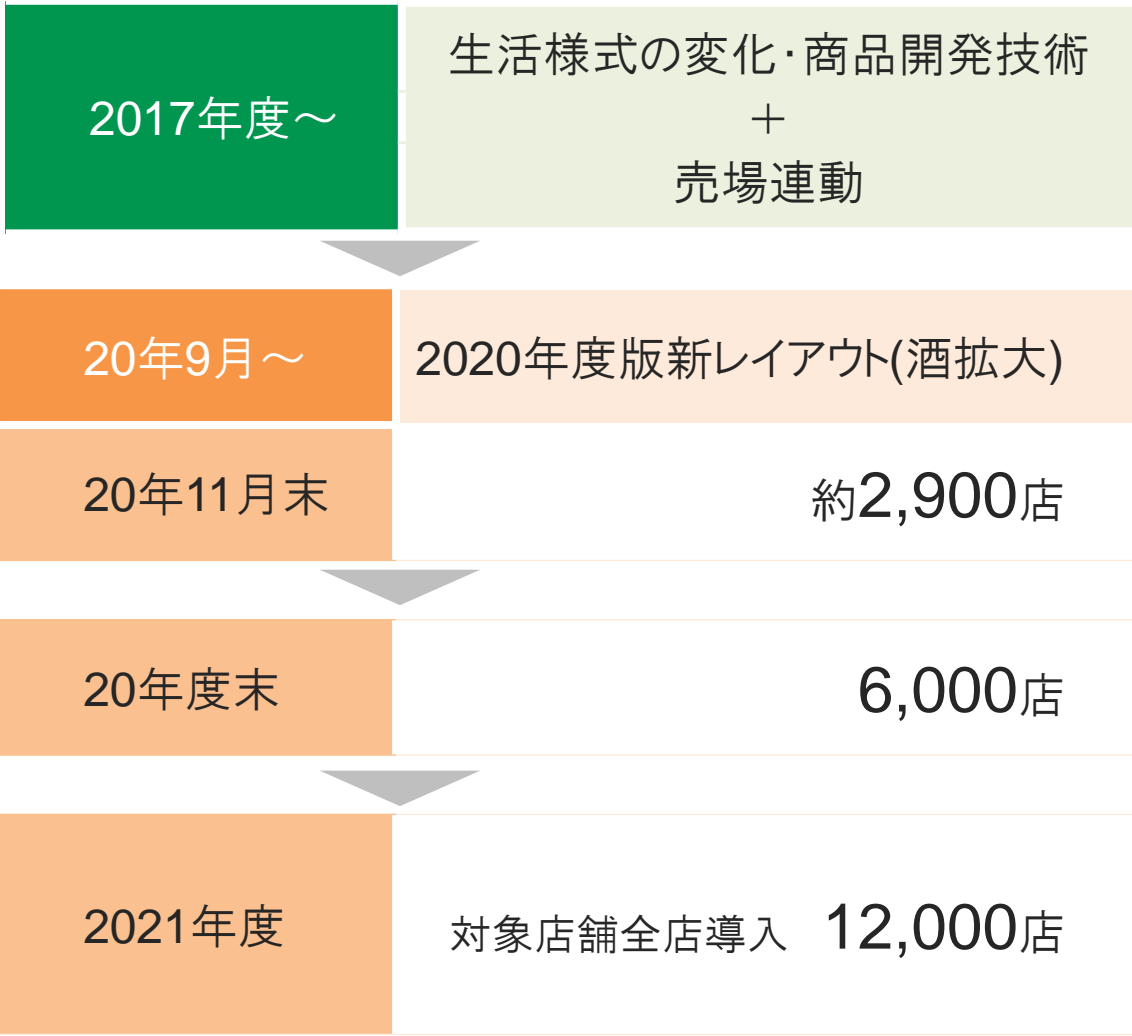 2017年度～
生活様式の変化･商品開発技術
＋
売場連動
20年9月～
2020年度版新レイアウト(酒拡大)
20年11月末
約2,900店
20年度末
6,000店
2021年度
対象店舗全店導入 12,000店